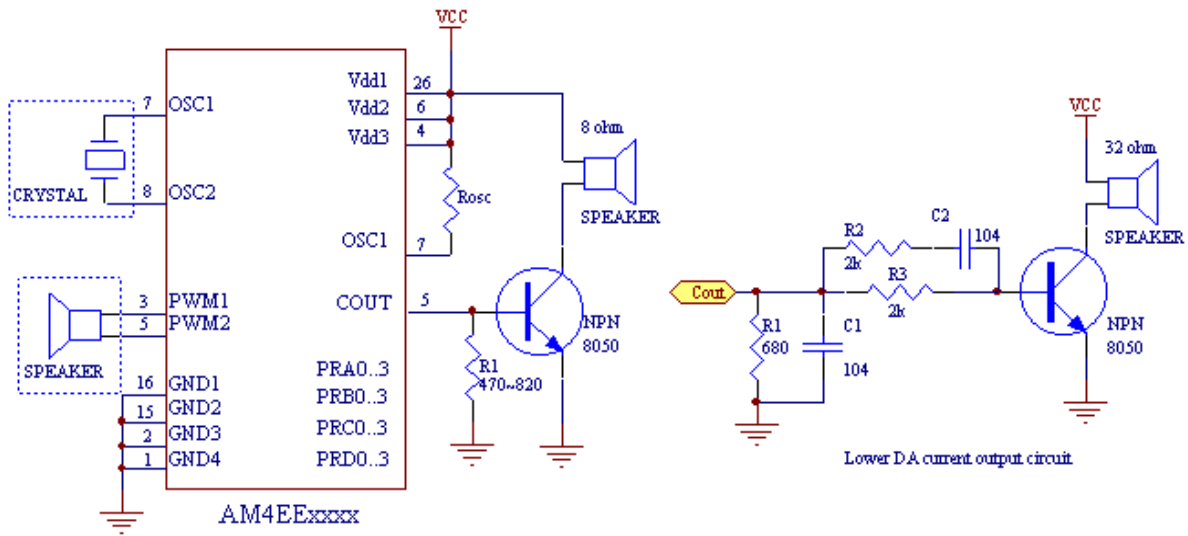 VCC
Vdd1
26
Vdd2
6
Vdd3
4
7
OSC1
CRYSTAL
8
OSC2
Rosc
OSC1
7
8 ohm
SPEAKER
3
PWM1
5
PWM2
SPEAKER
COUT
5
NPN
8050
R1
470~820
16
GND1
15
GND2
2
GND3
1
GND4
PRA0..3
PRB0..3
PRC0..3
PRD0..3
AM4EExxxx
VCC
32 ohm
SPEAKER
C2
104
R2
2k
R3
2k
Cout
R1
680
C1
104
NPN
8050
Lower DA current output circuit